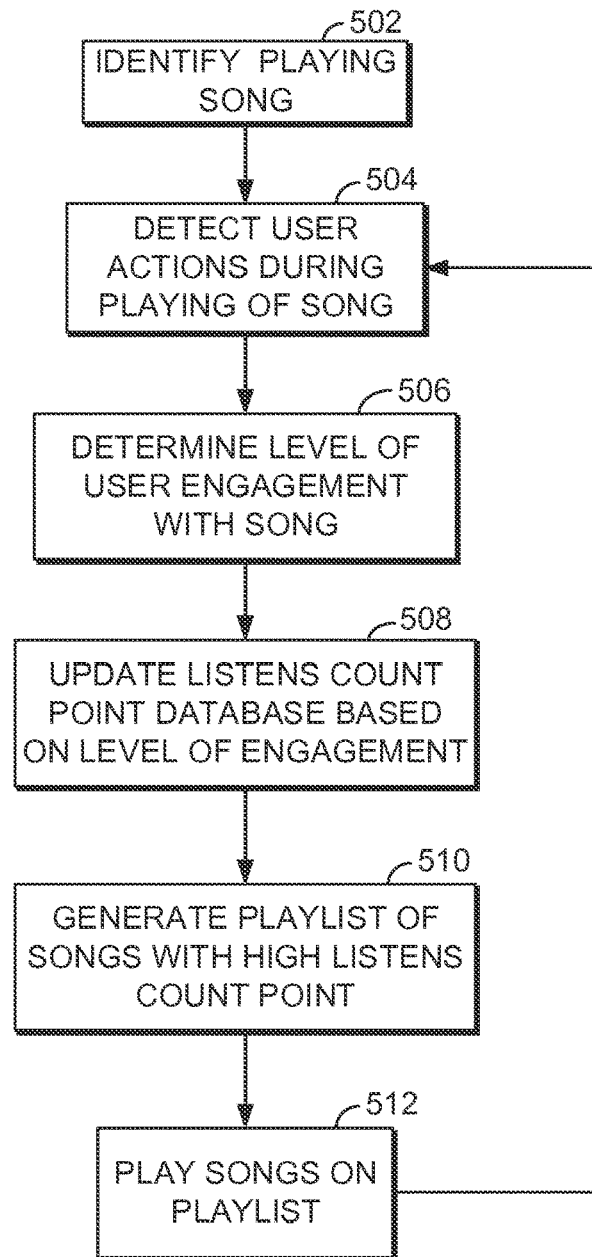 502
IDENTIFY PLAYING
SONG
504
DETECT USER
ACTIONS DURING
PLAYING OF SONG
506
DETERMINE LEVEL OF
USER ENGAGEMENT
WITH SONG
508
UPDATE LISTENS COUNT
POINT DATABASE BASED
ON LEVEL OF ENGAGEMENT
510
GENERATE PLAYLIST OF
SONGS WITH HIGH LISTENS
COUNT POINT
512
PLAY SONGS ON
PLAYLIST